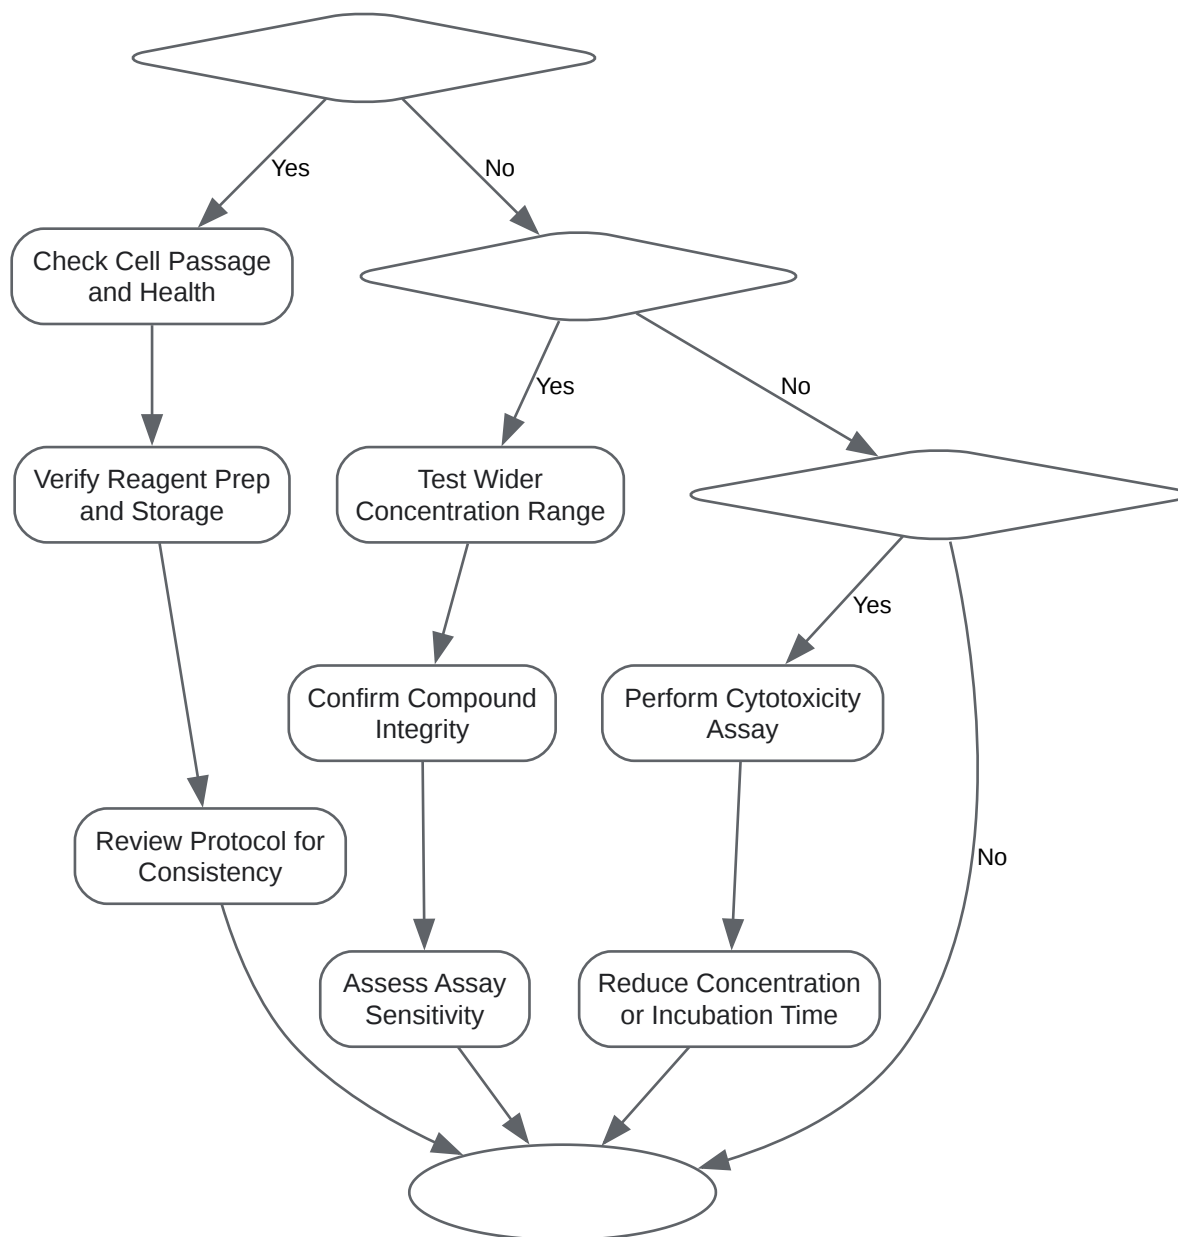 Yes
No
Check Cell Passage
and Health
Yes
No
Verify Reagent Prep
and Storage
Test Wider
Concentration Range
Yes
Confirm Compound
Integrity
Perform Cytotoxicity
Assay
Review Protocol for
Consistency
No
Assess Assay
Sensitivity
Reduce Concentration
or Incubation Time